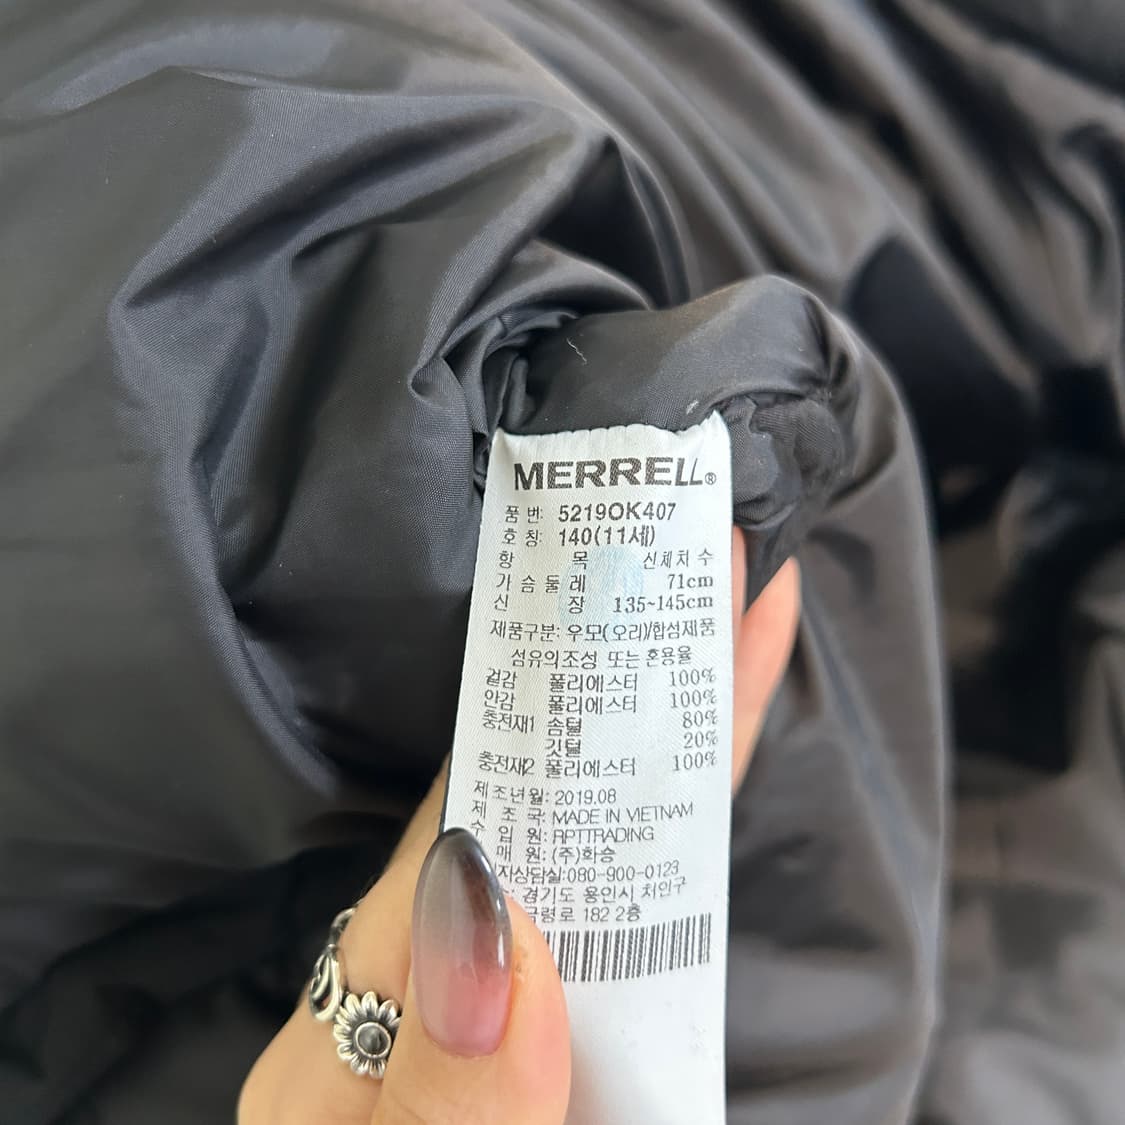 MERRELL®
품 번: 5219OK407
호 칭: 140(11세)
항 목 신체치수
가슴둘레 71cm
신 장 135~145cm
제품구분: 우모(오리)/합섬제품
섬유의조성 또는 혼용율
겉감 폴리에스터 100%
안감 폴리에스터 100%
충전재1 솜털 80%
깃털 20%
충전재2 폴리에스터 100%
제조년월: 2019.08
제 조 국: MADE IN VIETNAM
수 입 원: RPTTRADING
매 원: (주)화승
자상담실:080-900-0123
: 경기도 용인시 처인구
국령로 182 2층